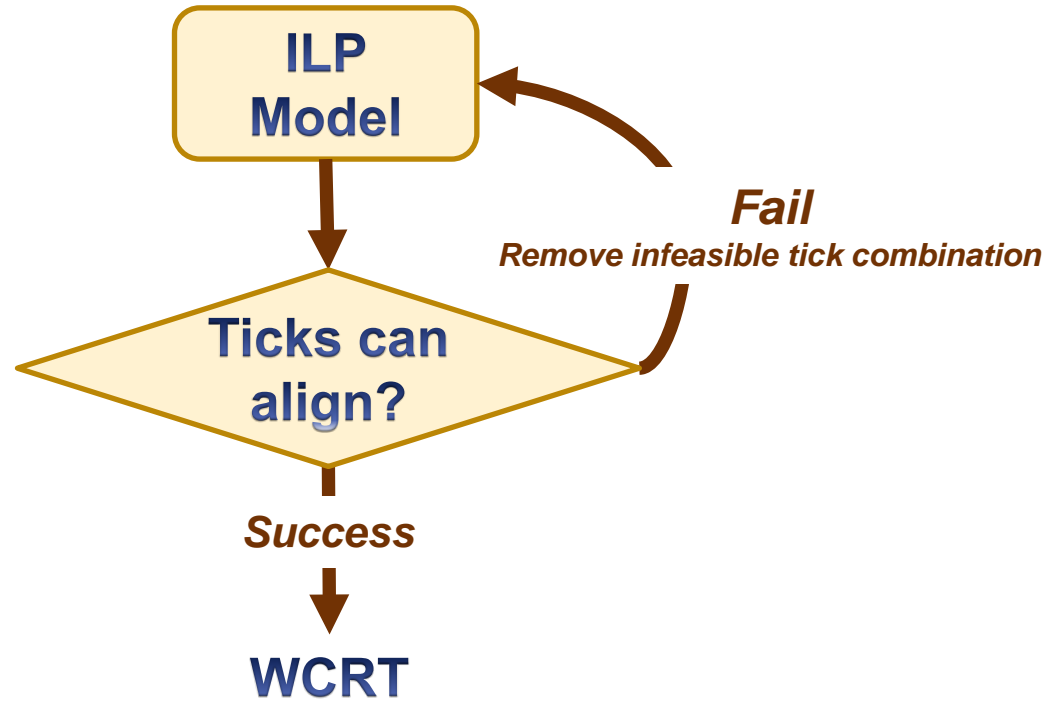 ILP
Model
Fail
Remove infeasible tick combination
Ticks can
align?
Success
WCRT